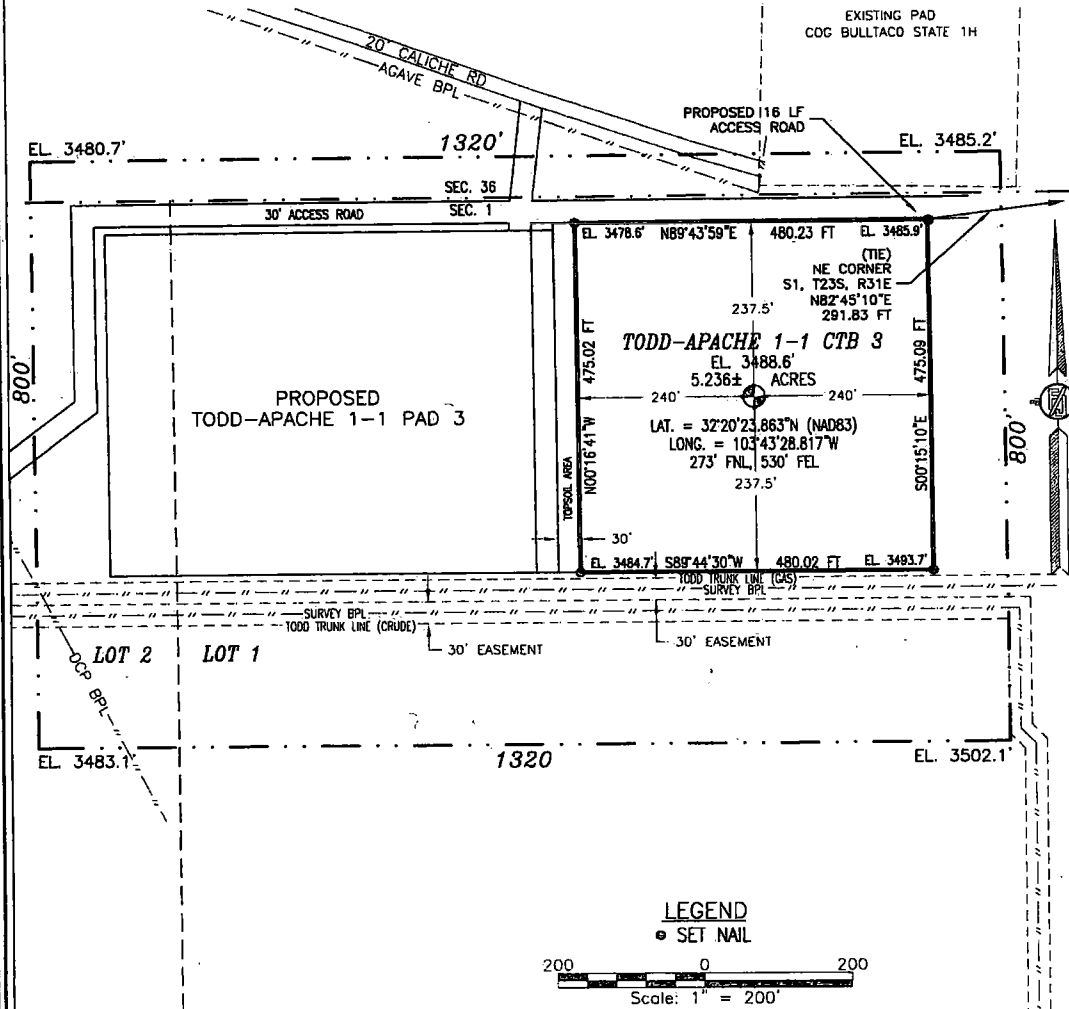 EXISTING PAD
COG BULLTACO STATE 1H
20' CALICHE RD
AGAVE BPL
PROPOSED 116 LF
ACCESS ROAD
EL. 3480.7'
1320'
EL. 3485.2'
SEC. 36
SEC. 1
30' ACCESS ROAD
EL. 3478.6' N89°43'59"E 480.23 FT EL. 3485.9'
(TIE)
NE CORNER
S1, T23S, R31E
N82°45'10"E
291.83 FT
237.5'
TODD-APACHE 1-1 CTB 3
EL. 3488.6'
5.236± ACRES
240' 240'
LAT. = 32°20'23.863"N (NAD83)
LONG. = 103°43'28.817"W
273' FNL, 530' FEL
237.5'
475.02 FT
N00°16'41"W
475.09 FT
S00°15'10"E
800'
800'
PROPOSED
TODD-APACHE 1-1 PAD 3
TOPSOIL AREA
30'
EL. 3484.7' S89°44'30"W 480.02 FT EL. 3493.7'
TODD TRUNK LINE (GAS)
SURVEY BPL
SURVEY BPL
TODD TRUNK LINE (CRUDE)
30' EASEMENT
30' EASEMENT
LOT 2 LOT 1
DCP BPL
EL. 3483.1'
1320
EL. 3502.1'
LEGEND
SET NAIL
200 0 200
Scale: 1" = 200'